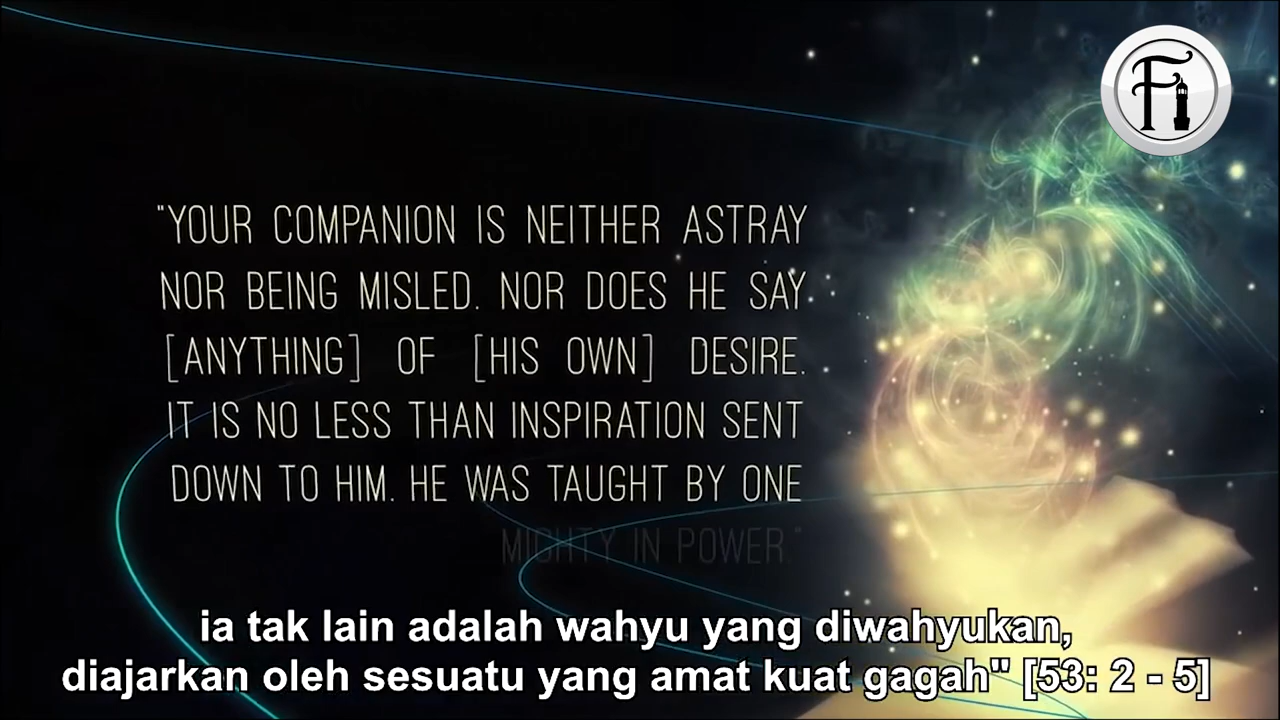 Fi
"YOUR COMPANION IS NEITHER ASTRAY
NOR BEING MISLED. NOR DOES HE SAY
[ANYTHING] OF [HIS OWN] DESIRE.
IT IS NO LESS THAN INSPIRATION SENT
DOWN TO HIM. HE WAS TAUGHT BY ONE
MIGHTY IN POWER."
ia tak lain adalah wahyu yang diwahyukan,
diajarkan oleh sesuatu yang amat kuat gagah" [53: 2 - 5]